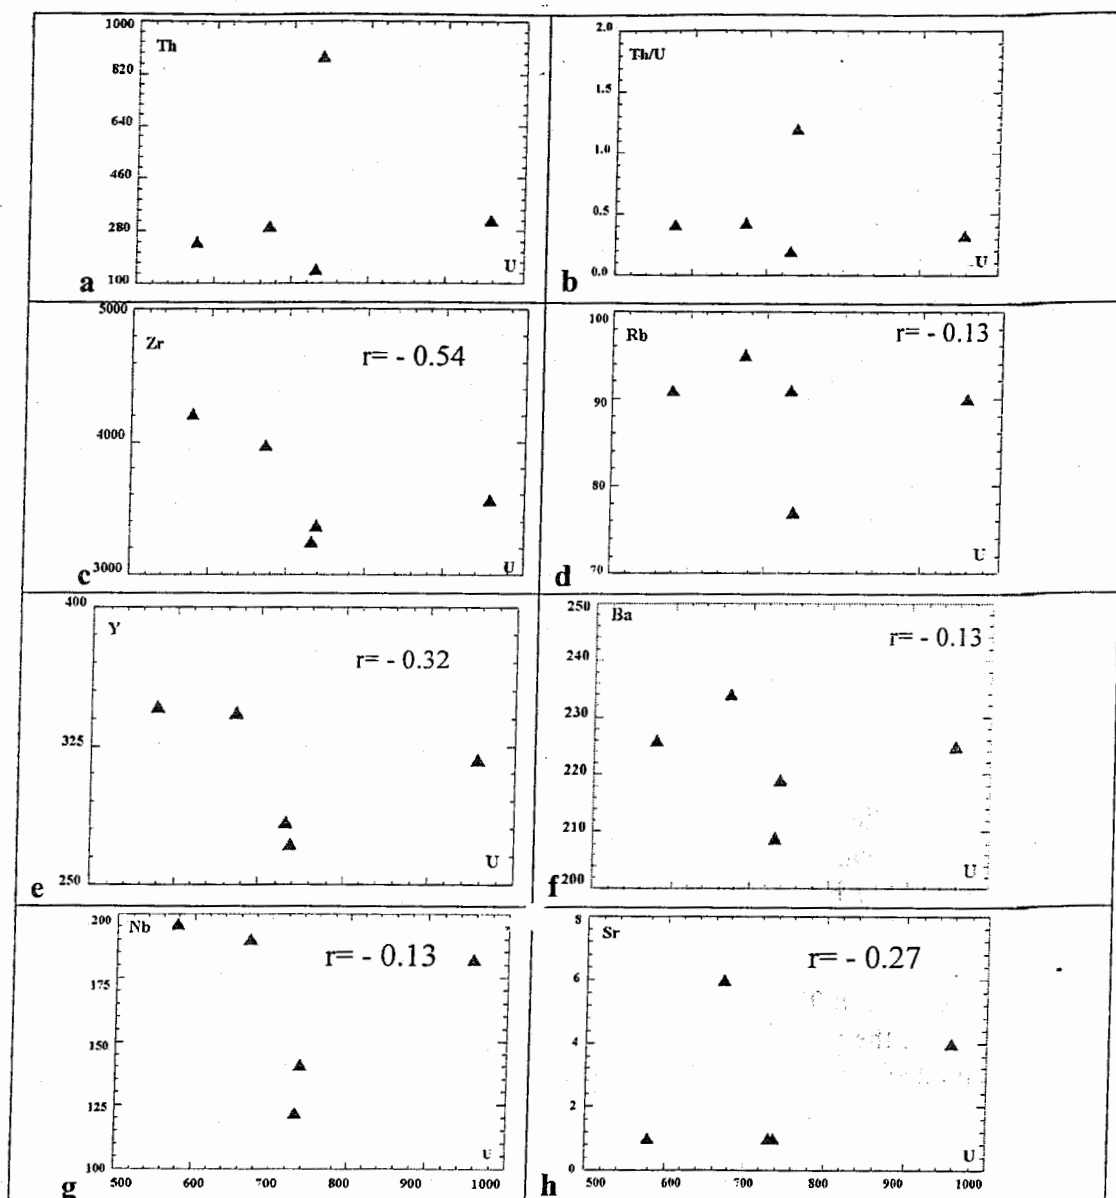 1000
Th
820
640
460
280
100
U
a
2.0
Th/U
1.5
1.0
0.5
0.0
U
b
5000
Zr
r= - 0.54
4000
3000
U
c
100
Rb
r= - 0.13
90
80
70
U
d
400
Y
r= - 0.32
325
250
U
e
250
Ba
r= - 0.13
240
230
220
210
200
U
f
200
Nb
r= - 0.13
175
150
125
100
U
500 600 700 800 900 1000
g
8
Sr
r= - 0.27
6
4
2
0
U
500 600 700 800 900 1000
h